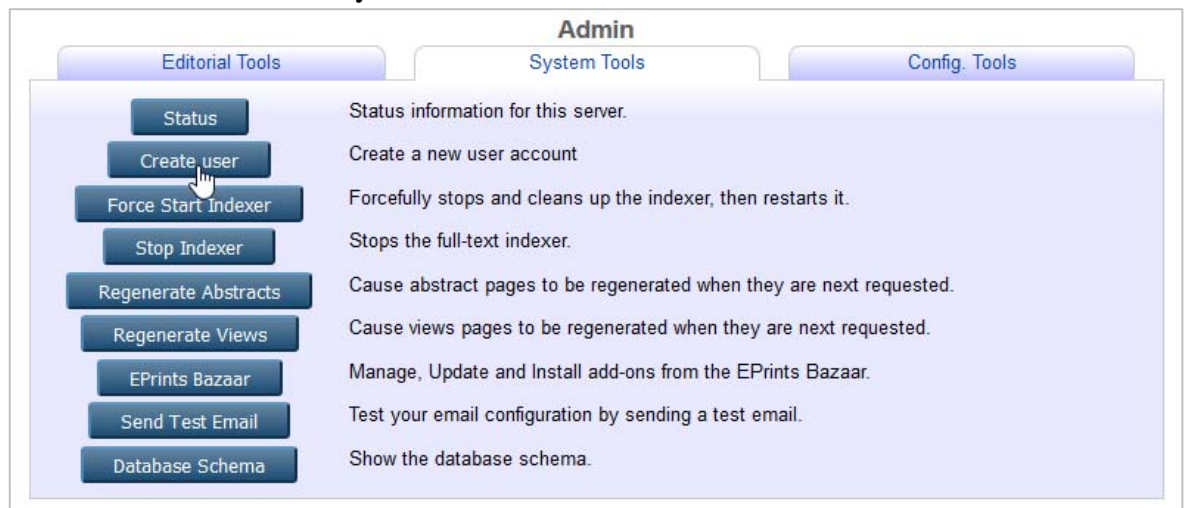 Admin
Editorial Tools System Tools Config. Tools
Status Status information for this server.
Create user Create a new user account
Force Start Indexer Forcefully stops and cleans up the indexer, then restarts it.
Stop Indexer Stops the full-text indexer.
Regenerate Abstracts Cause abstract pages to be regenerated when they are next requested.
Regenerate Views Cause views pages to be regenerated when they are next requested.
EPrints Bazaar Manage, Update and Install add-ons from the EPrints Bazaar.
Send Test Email Test your email configuration by sending a test email.
Database Schema Show the database schema.